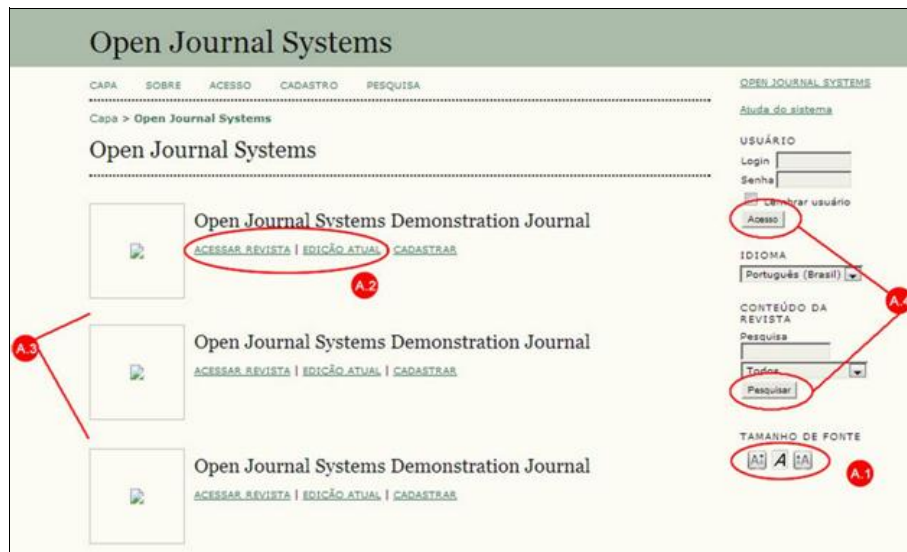 Open Journal Systems
CAPA SOBRE ACESSO CADASTRO PESQUISA
Capa > Open Journal Systems
Open Journal Systems
Open Journal Systems Demonstration Journal
ACESSAR REVISTA | EDIÇÃO ATUAL | CADASTRAR
A.2
A.3
Open Journal Systems Demonstration Journal
ACESSAR REVISTA | EDIÇÃO ATUAL | CADASTRAR
Open Journal Systems Demonstration Journal
ACESSAR REVISTA | EDIÇÃO ATUAL | CADASTRAR
OPEN JOURNAL SYSTEMS
Ajuda do sistema
USUÁRIO
Login
Senha
Lembrar usuário
Acesso
IDIOMA
Português (Brasil)
A.4
CONTEÚDO DA
REVISTA
Pesquisa
Todos
Pesquisar
TAMANHO DE FONTE
A A A
A.1